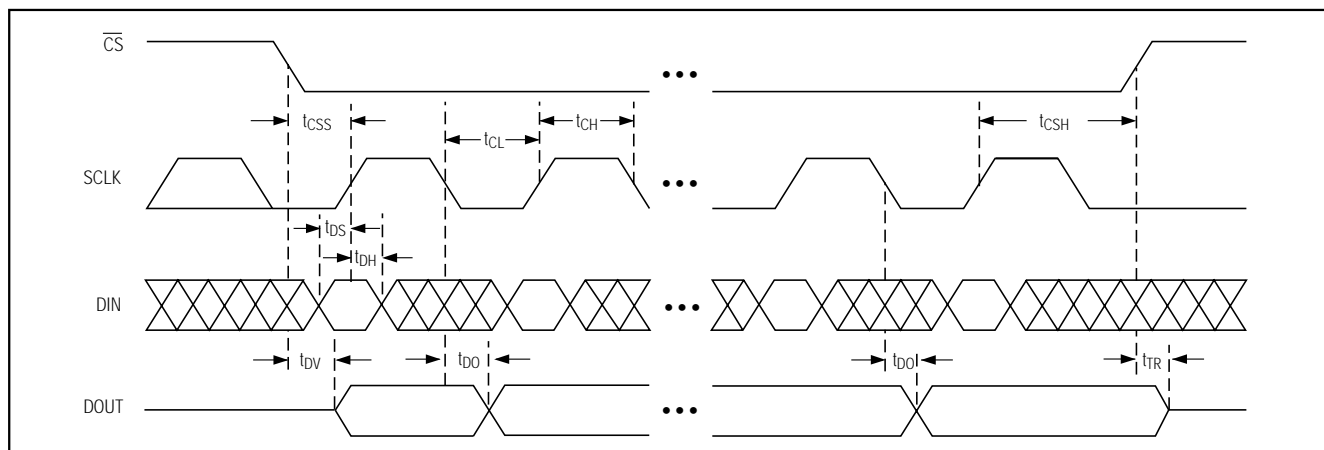 CS
tCSS
tCL
tCH
tCSH
SCLK
tDS
tDH
DIN
tDV
tDO
tDO
tTR
DOUT